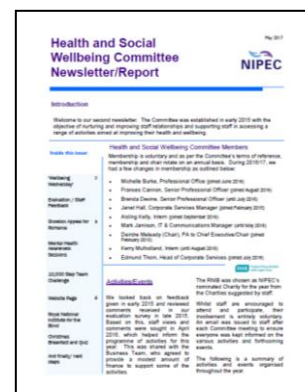 May 2017
Health and Social
Wellbeing Committee
Newsletter/Report
NIPEC
Introduction
Welcome to our second newsletter. The Committee was established in early 2015 with the
objective of nurturing and improving staff relationships and supporting staff in accessing a
range of activities aimed at improving their health and wellbeing.
Inside this issue:
Wellbeing Wednesday' 2
Evaluation / Staff
Feedback
Shoebox Appeal for
Romania
Mental Health
Awareness
Sessions
10,000 Step Team
Challenge
Website Page
Royal National
Institute for the
Blind
Christmas
Breakfast and Quiz
And finally! next
steps
Health and Social Wellbeing Committee Members
Membership is voluntary and as per the Committee's terms of reference,
membership and chair rotate on an annual basis. During 2016/17, we
had a few changes in membership as outlined below:
• Michelle Burke, Professional Officer (joined June 2016)
• Frances Cannon, Senior Professional Officer (joined August 2016)
• Brenda Devine, Senior Professional Officer (until July 2016)
• Janet Hall, Corporate Services Manager (joined February 2015)
• Aisling Kelly, Intern (joined September 2016)
• Mark Jamison, IT & Communications Manager (until May 2016)
• Deirdre (Chair), PA to Chief Executive/Chair (joined
February 2015)
• Kerry Mulholland, Intern (until August 2016)
• Edmund Thom, Head of Corporate Services (joined July 2016)
Activities/Events
We looked back on feedback
given in early 2015 and reviewed
comments received in our
evaluation survey in late 2015.
Based on this, staff views and
comments were sought in April
2016, which helped inform the
programme of activities for this
year. This was shared with the
Business Team, who agreed to
provide a modest amount of
finance to support some of the
activities.
The RNIB was chosen as NIPEC's
nominated Charity for the year from
the Charities suggested by staff.
Whilst staff are encouraged to
attend and participate, their
involvement is entirely voluntary.
An email was issued to staff after
each Committee meeting to ensure
everyone was kept informed on the
various activities and forthcoming
events.
The following is a summary of
activities and events organised
throughout the year.